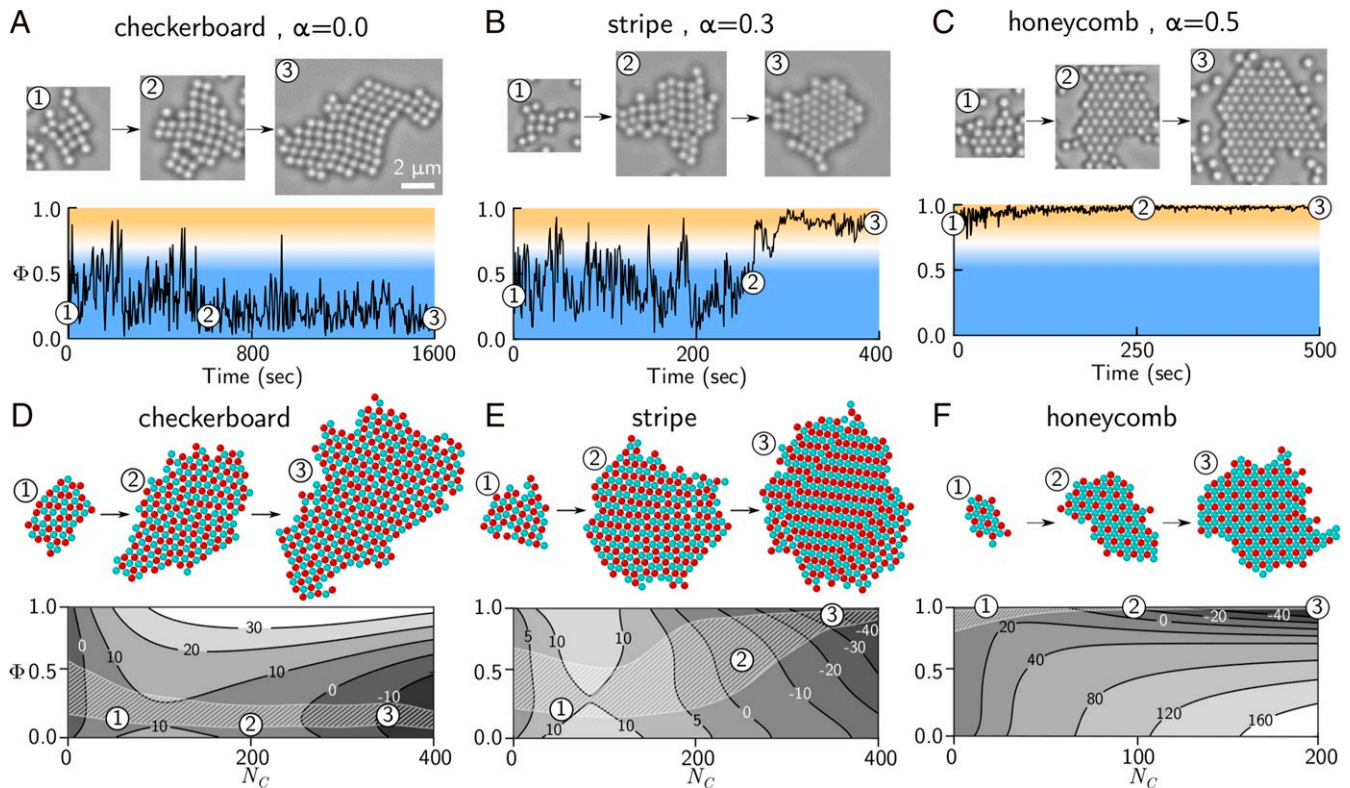 A checkerboard , α=0.0
1 2 3
2 μm
1.0
Φ 0.5
0.0
1 2 3
0 800 1600
Time (sec)
B stripe , α=0.3
1 2 3
1.0
0.5
0.0
1 2 3
0 200 400
Time (sec)
C honeycomb , α=0.5
1 2 3
1.0
0.5
0.0
1 2 3
0 250 500
Time (sec)
D checkerboard
1 2 3
1.0
Φ 0.5
0.0
0 10 30 20 10 0 -10
1 2 3
10
0 200 400
N_C
E stripe
1 2 3
1.0
0.5
0.0
5 10 10 -40 -30 -20 -10
1 2 3
10 10 5 0
0 200 400
N_C
F honeycomb
1 2 3
1.0
0.5
0.0
1 2 3
20 0 -20 -40
40 80 120 160
0 100 200
N_C